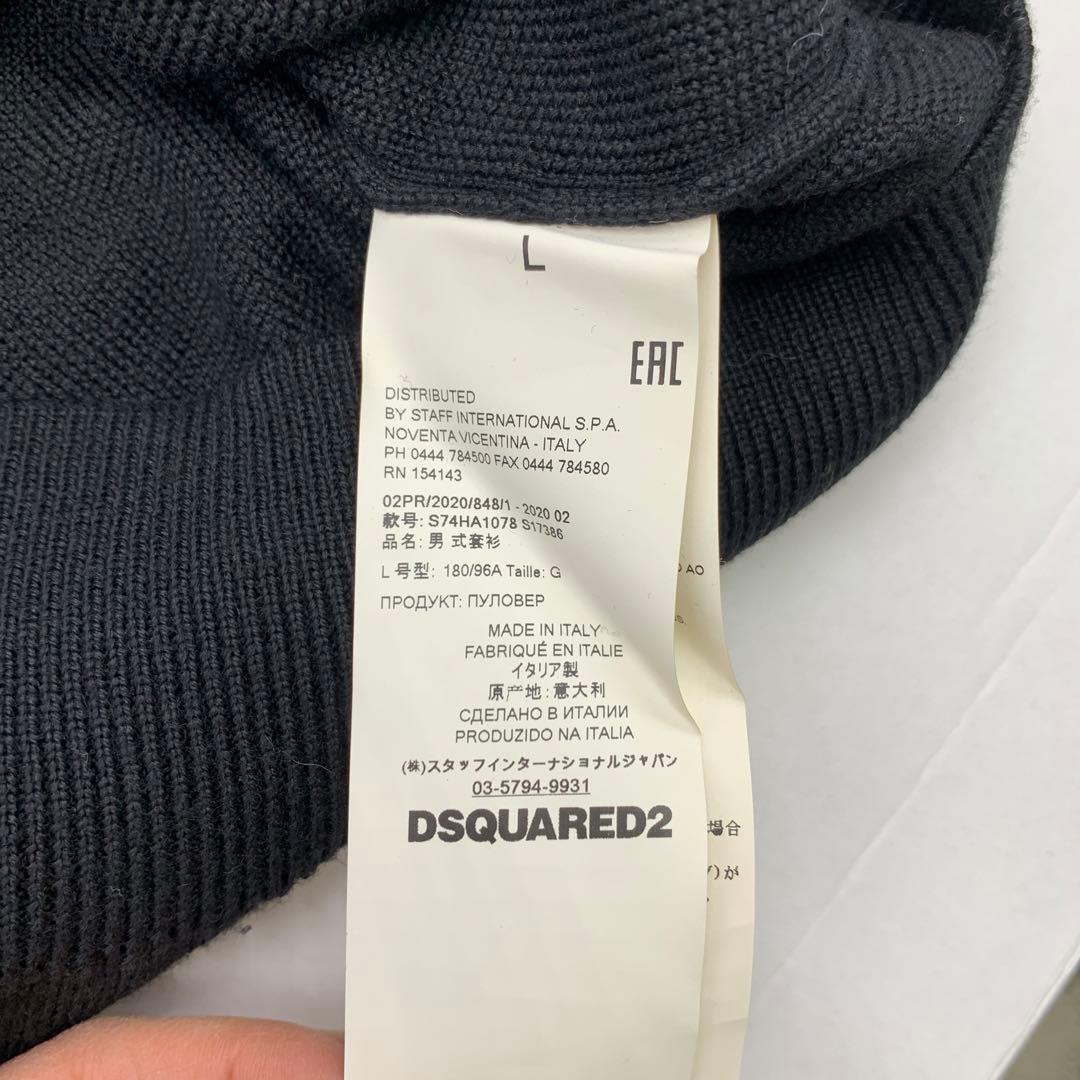 L
EAC
DISTRIBUTED
BY STAFF INTERNATIONAL S.P.A.
NOVENTA VICENTINA - ITALY
PH 0444 784500 FAX 0444 784580
RN 154143
02PR/2020/848/1 - 2020 02
款号: S74HA1078 S17386
品名: 男 式套衫
L 号型: 180/96A Taille: G
ПРОДУКТ: ПУЛОВЕР
MADE IN ITALY
FABRIQUÉ EN ITALIE
イタリア製
原产地: 意大利
СДЕЛАНО В ИТАЛИИ
PRODUZIDO NA ITALIA
(株)スタッフインターナショナルジャパン
03-5794-9931
DSQUARED2
AO
場合
)が